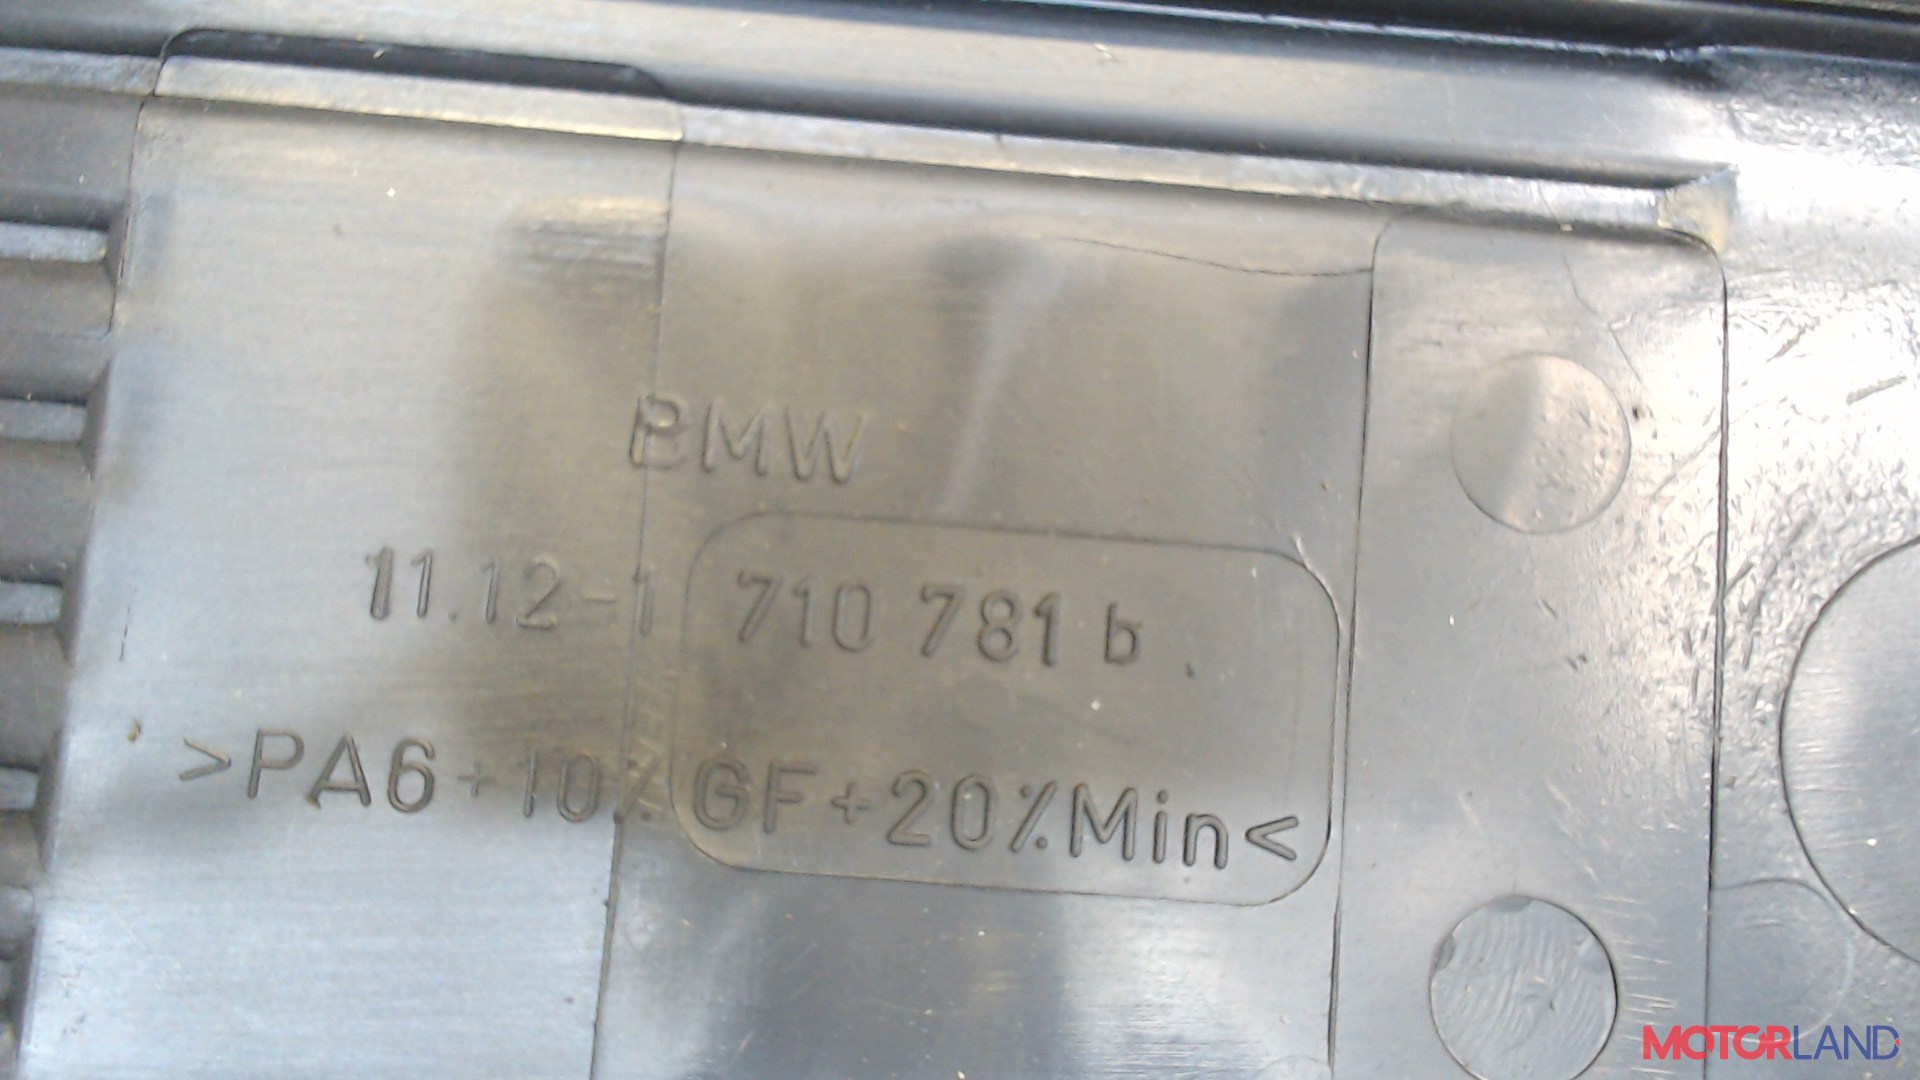 BMW
11.12-1 710 781 b
>PA6+10%GF+20%Min<
MOTORLAND